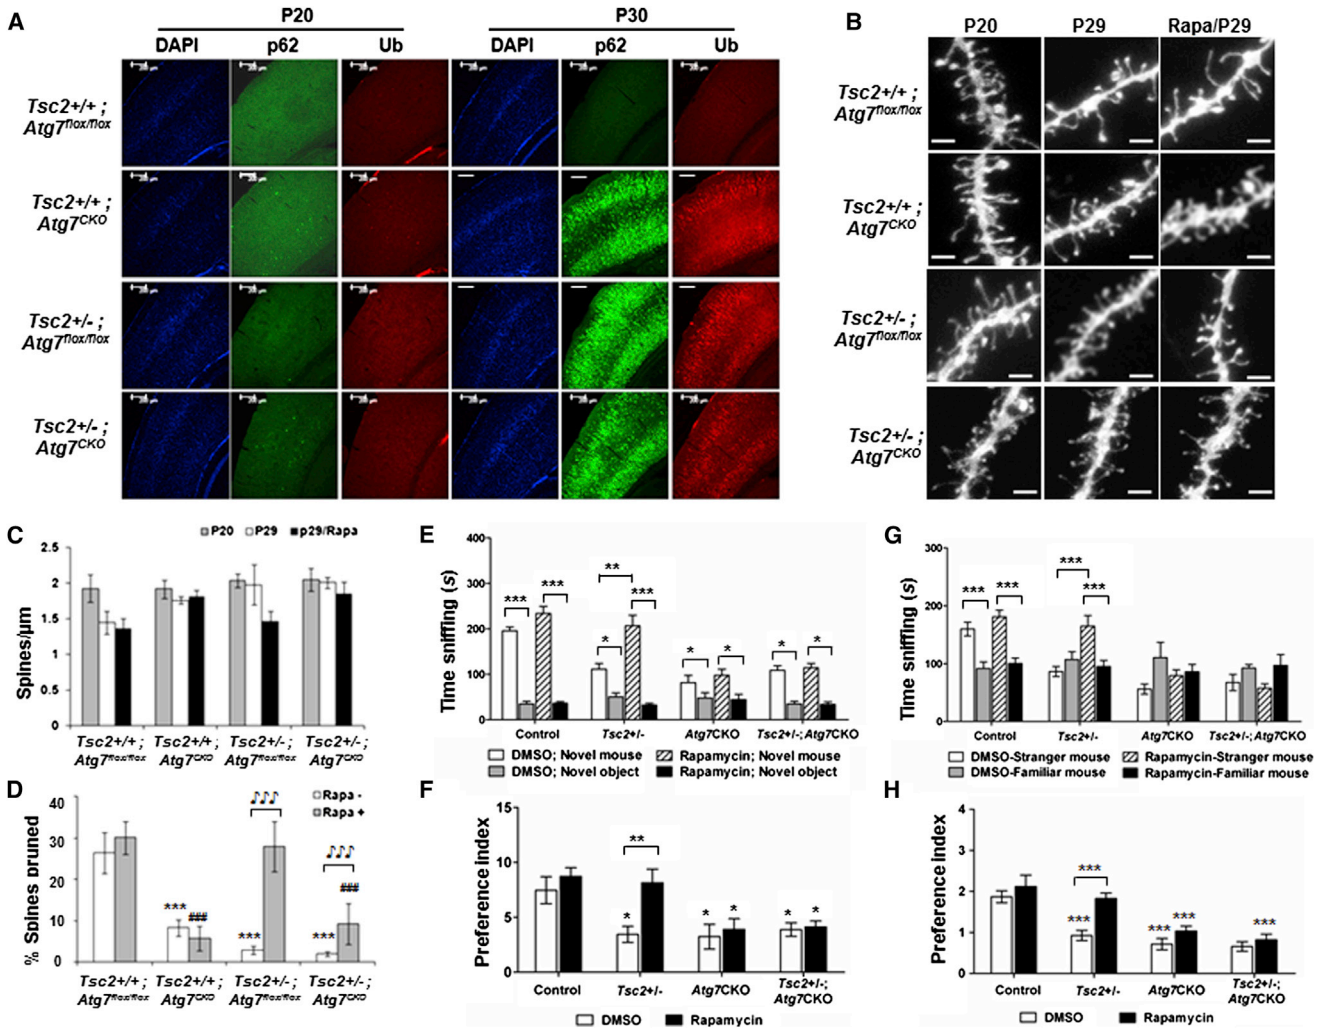 A
P20
P30
DAPI
p62
Ub
DAPI
p62
Ub
Tsc2+/+ ;
Atg7flox/flox
Tsc2+/+ ;
Atg7CKO
Tsc2+/- ;
Atg7flox/flox
Tsc2+/- ;
Atg7CKO
B
P20
P29
Rapa/P29
Tsc2+/+ ;
Atg7flox/flox
Tsc2+/+ ;
Atg7CKO
Tsc2+/- ;
Atg7flox/flox
Tsc2+/- ;
Atg7CKO
C
P20
P29
p29/Rapa
Spines/μm
2.5
2
1.5
1
0.5
0
Tsc2+/+ ;
Atg7flox/flox
Tsc2+/+ ;
Atg7CKO
Tsc2+/-;
Atg7flox/flox
Tsc2+/-;
Atg7CKO
D
Rapa -
Rapa +
% Spines pruned
40
30
20
10
0
***
###
***
♪♪♪
***
###
♪♪♪
Tsc2+/+ ;
Atg7flox/flox
Tsc2+/+ ;
Atg7CKO
Tsc2+/- ;
Atg7flox/flox
Tsc2+/- ;
Atg7CKO
E
Time sniffing (s)
400
300
200
100
0
***
***
*
**
***
*
*
*
*
Control
Tsc2+/-
Atg7CKO
Tsc2+/-; Atg7CKO
DMSO; Novel mouse
Rapamycin; Novel mouse
DMSO; Novel object
Rapamycin; Novel object
F
Preference index
15
10
5
0
*
**
*
*
*
*
Control
Tsc2+/-
Atg7CKO
Tsc2+/-;
Atg7CKO
DMSO
Rapamycin
G
Time sniffing (s)
300
200
100
0
***
***
***
***
Control
Tsc2+/-
Atg7CKO
Tsc2+/-; Atg7CKO
DMSO-Stranger mouse
Rapamycin-Stranger mouse
DMSO-Familiar mouse
Rapamycin-Familiar mouse
H
Preference index
4
3
2
1
0
***
***
***
***
***
Control
Tsc2+/-
Atg7CKO
Tsc2+/-;
Atg7CKO
DMSO
Rapamycin